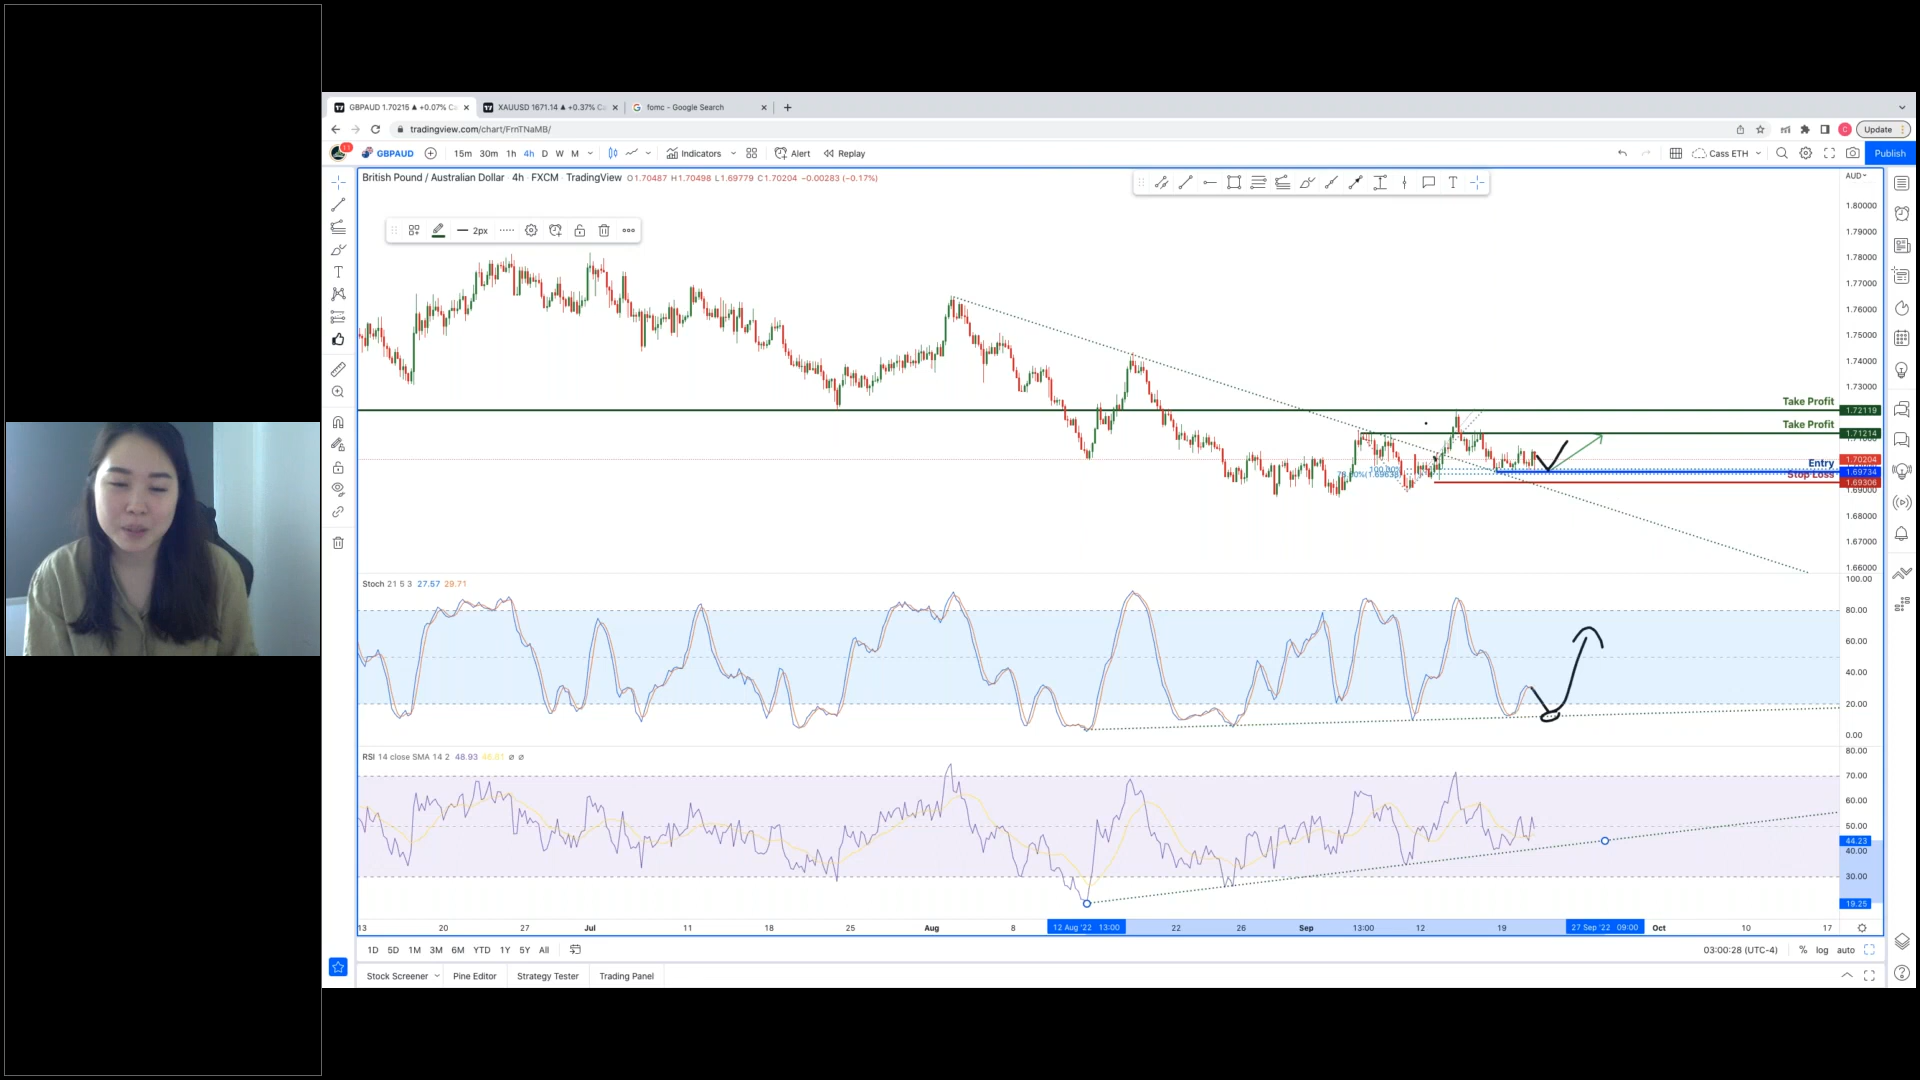 GBPAUD 1.70215 ▲ +0.07% Ca
XAUUSD 1671.14 ▲ +0.37% Ca
fomc - Google Search
tradingview.com/chart/FrnTNaMB/
C
Update
11
GBPAUD
15m 30m 1h 4h D W M
Indicators
Alert
Replay
Cass ETH
Publish
British Pound / Australian Dollar · 4h · FXCM · TradingView O1.70487 H1.70498 L1.69779 C1.70204 −0.00283 (−0.17%)
AUD
2px
1.80000
1.79000
1.78000
1.77000
1.76000
1.75000
1.74000
1.73000
Take Profit 1.72119
Take Profit 1.71214
1.70204
Entry 1.69734
Stop Loss 1.69306
100.00%
1.69000
1.68000
1.67000
1.66000
Stoch 21 5 3 27.57 29.71
100.00
80.00
60.00
40.00
20.00
0.00
RSI 14 close SMA 14 2 48.93
80.00
70.00
60.00
50.00
44.23
40.00
30.00
19.25
13 20 27 Jul 11 18 25 Aug 8 12 Aug '22 13:00 22 26 Sep 13:00 12 19 27 Sep '22 09:00 Oct 10 17
1D 5D 1M 3M 6M YTD 1Y 5Y All
03:00:28 (UTC-4) % log auto
Stock Screener Pine Editor Strategy Tester Trading Panel